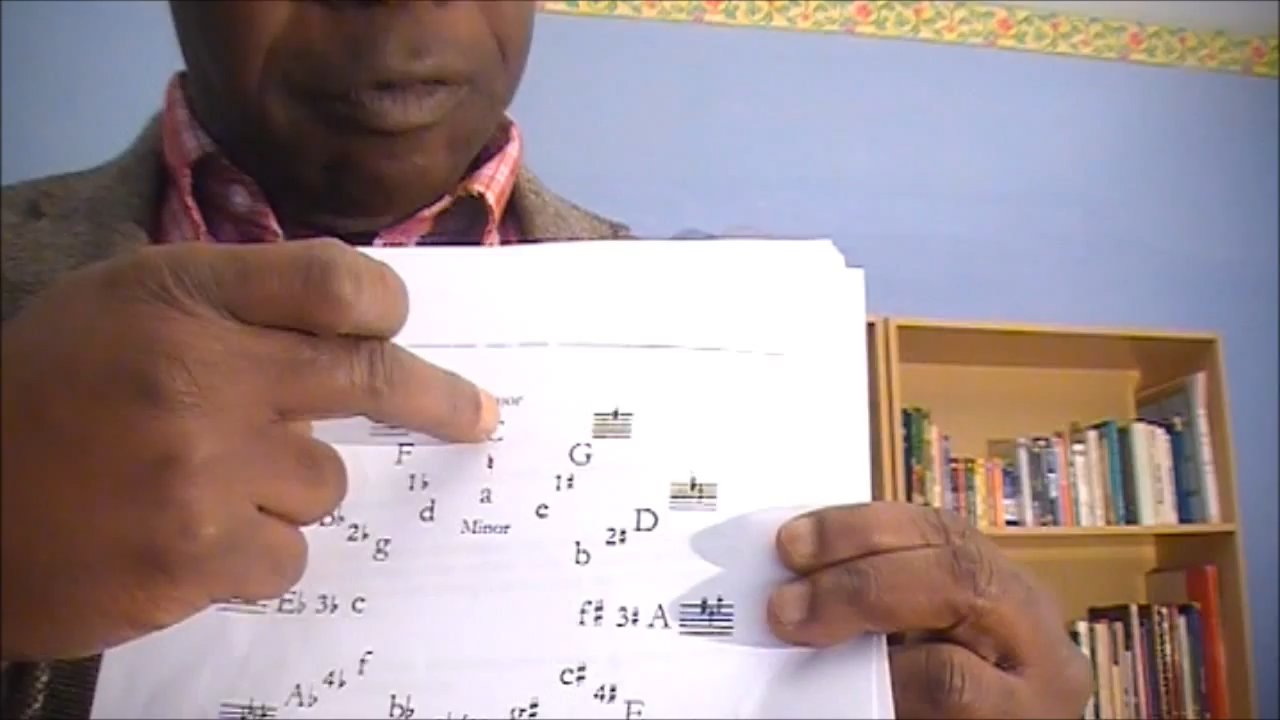 C
F G
1♭ a 1♯
d e
Minor
B♭ 2♭ g b 2♯ D
E♭ 3♭ c f♯ 3♯ A
A♭ 4♭ f c♯ 4♯ E
b♭ g♯